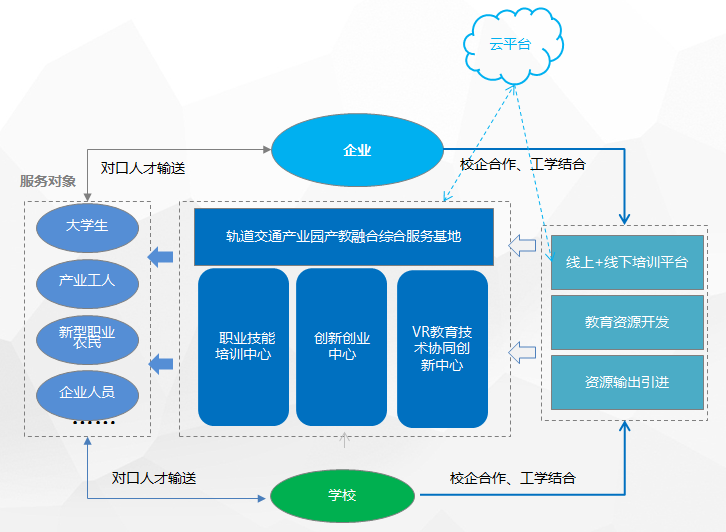 云平台
企业
对口人才输送
校企合作、工学结合
服务对象
大学生
产业工人
新型职业
农民
企业人员
······
轨道交通产业园产教融合综合服务基地
职业技能
培训中心
创新创业
中心
VR教育技
术协同创
新中心
线上+线下培训平台
教育资源开发
资源输出引进
对口人才输送
学校
校企合作、工学结合